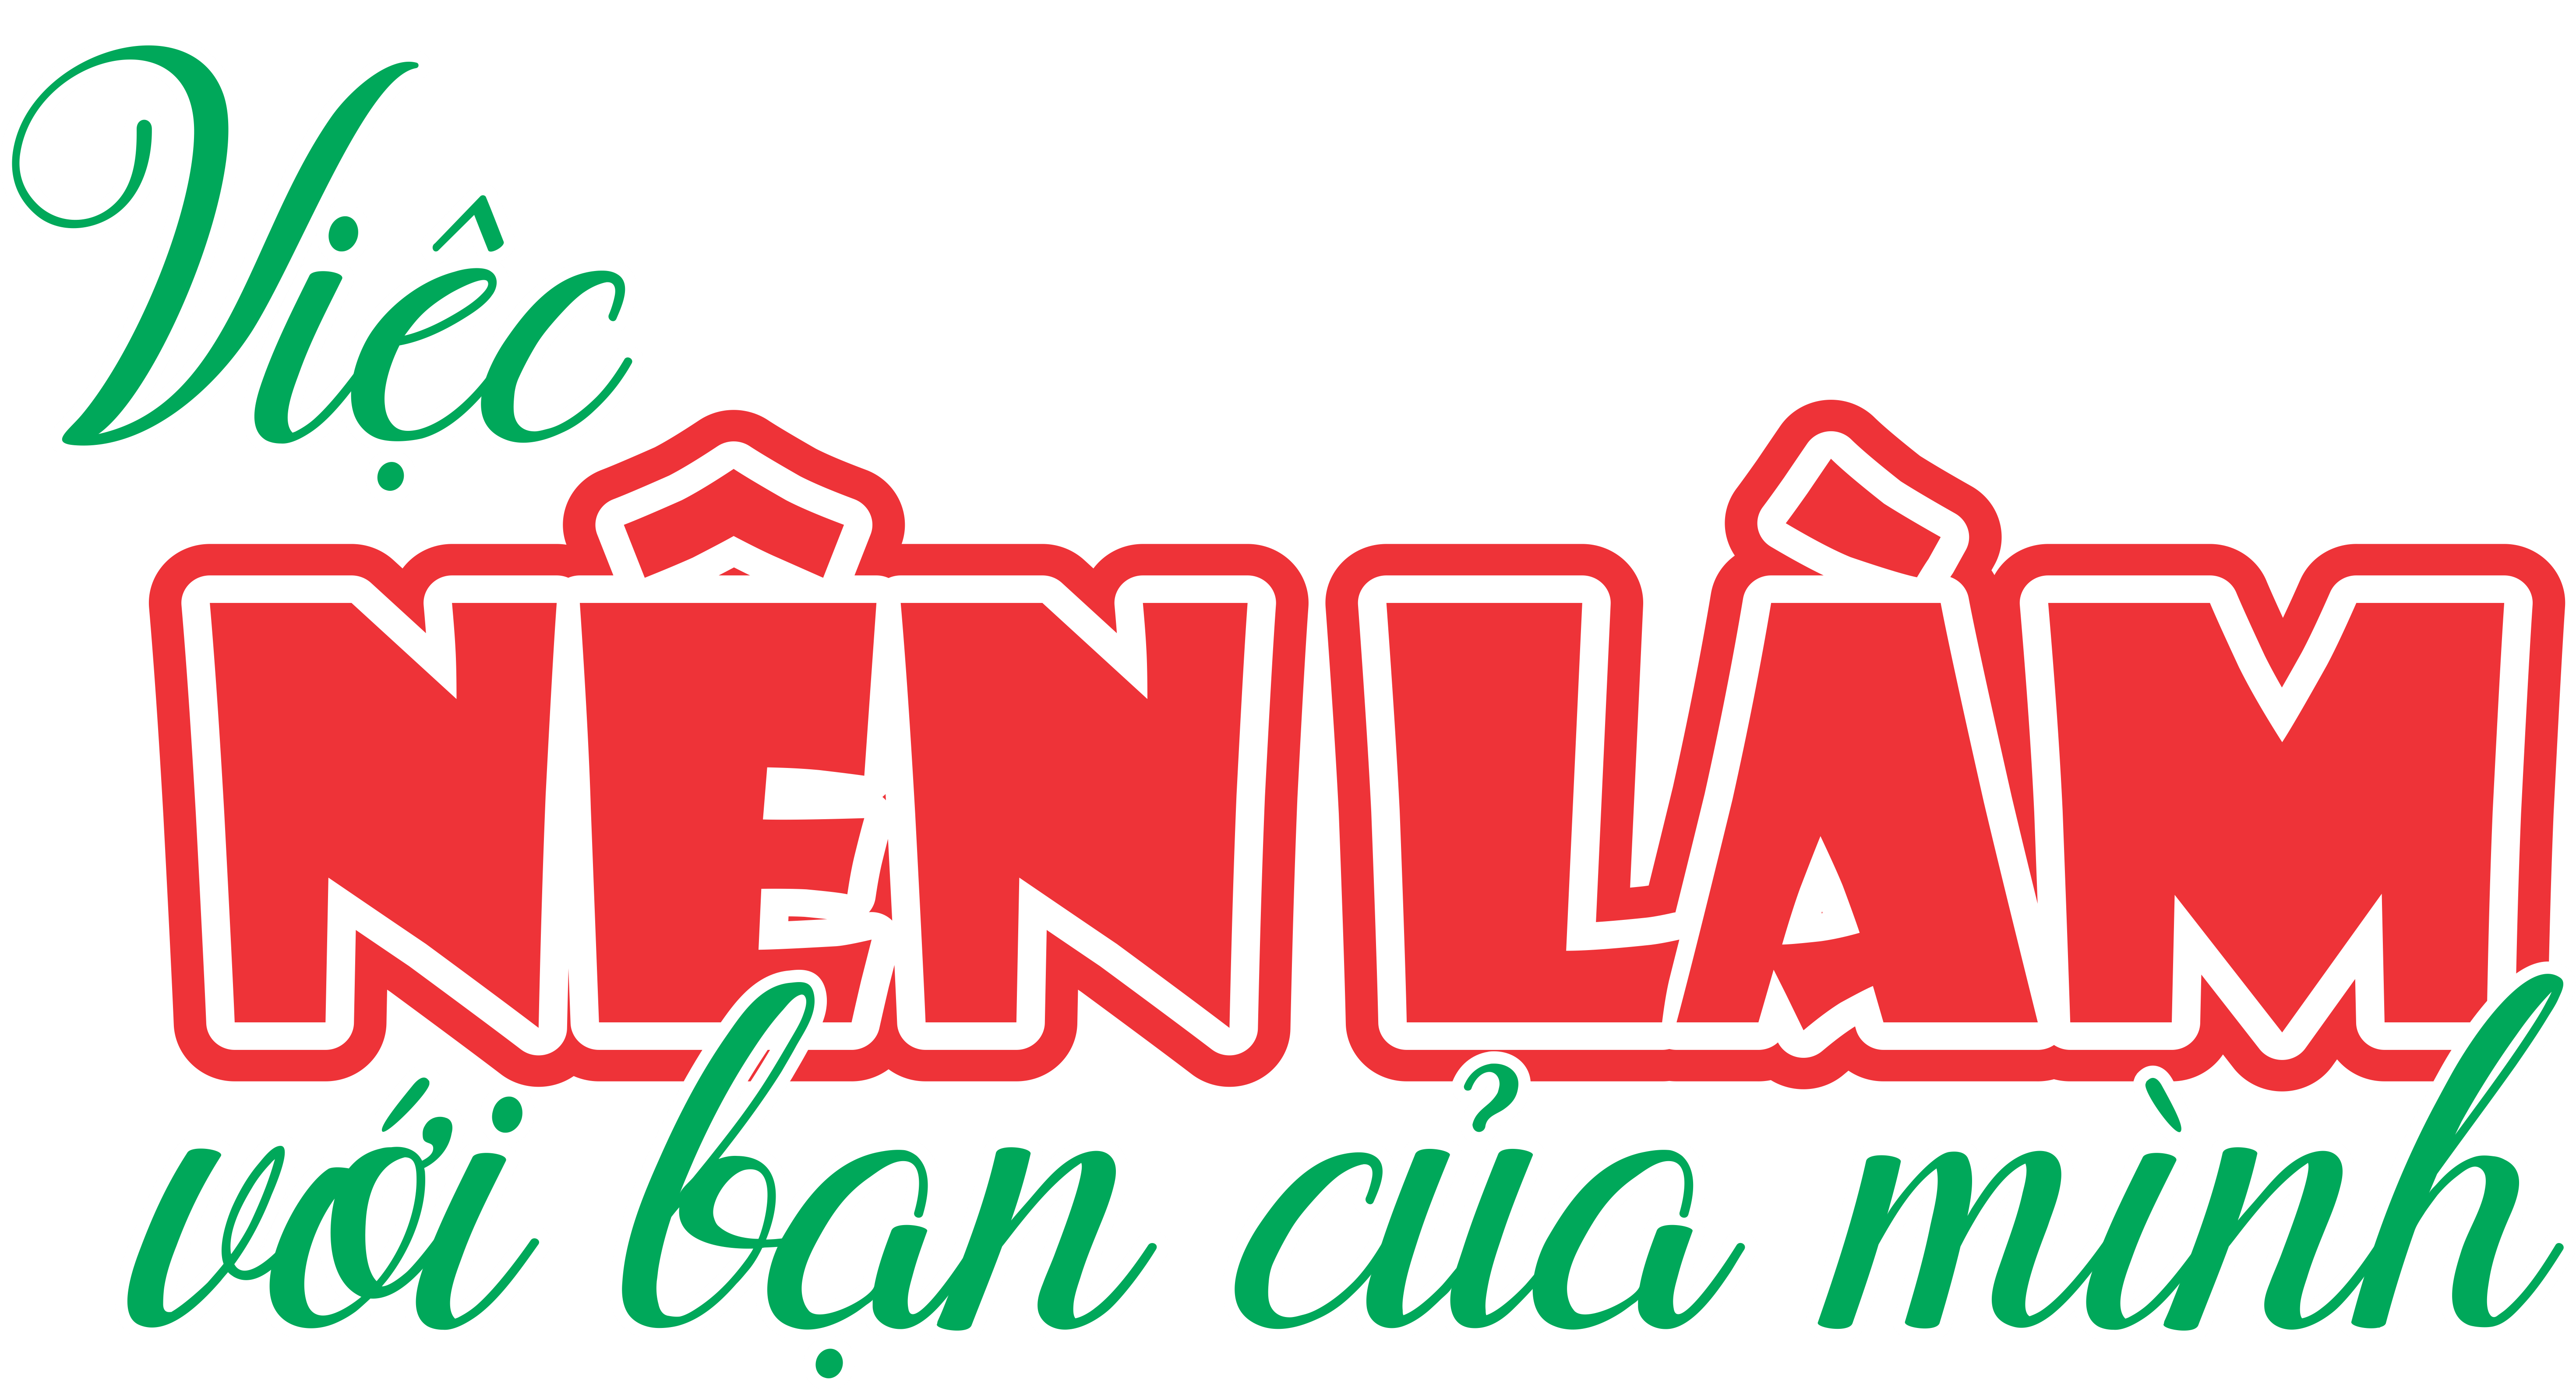 Việc
NÊN LÀM
với bạn của mình